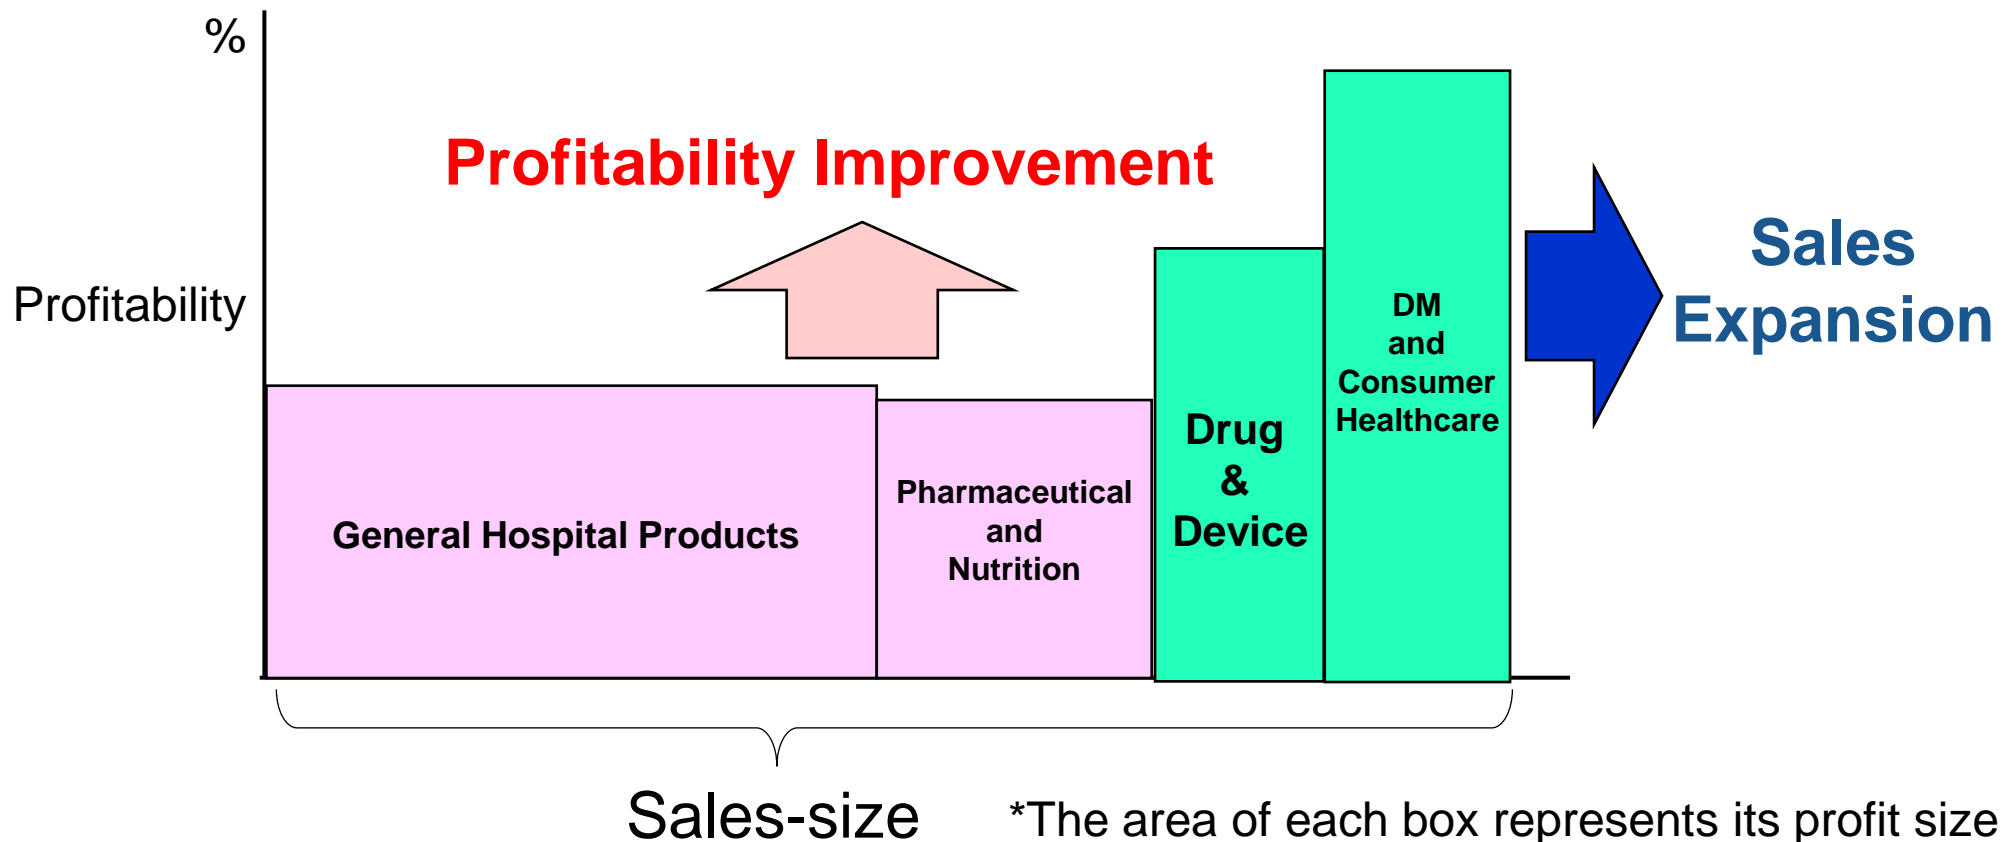 %
Profitability Improvement
Profitability
Sales
Expansion
General Hospital Products
Pharmaceutical
and
Nutrition
Drug
&
Device
DM
and
Consumer
Healthcare
Sales-size
*The area of each box represents its profit size